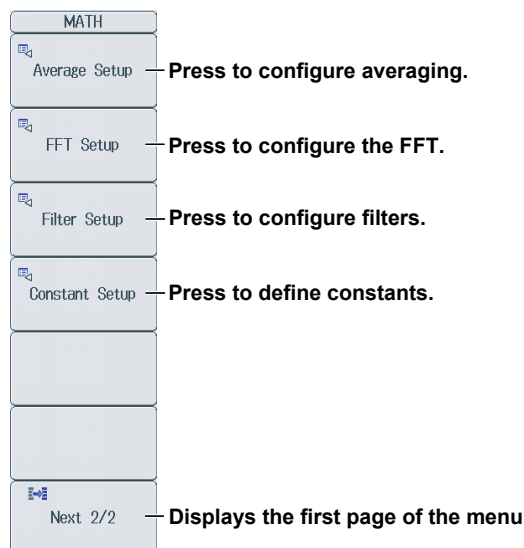 MATH
Average Setup
Press to configure averaging.
FFT Setup
Press to configure the FFT.
Filter Setup
Press to configure filters.
Constant Setup
Press to define constants.
Next 2/2
Displays the first page of the menu